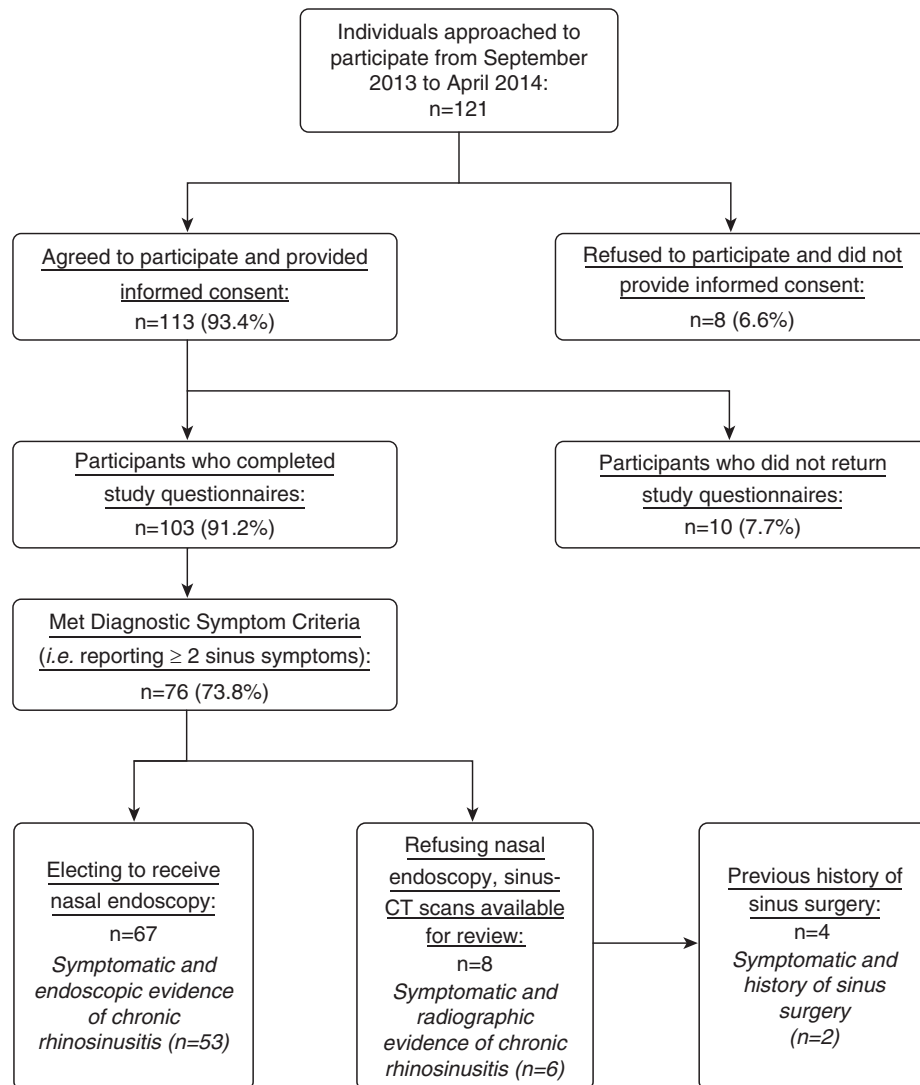 Individuals approached to
participate from September
2013 to April 2014:
n=121
Agreed to participate and provided
informed consent:
n=113 (93.4%)
Refused to participate and did not
provide informed consent:
n=8 (6.6%)
Participants who completed
study questionnaires:
n=103 (91.2%)
Participants who did not return
study questionnaires:
n=10 (7.7%)
Met Diagnostic Symptom Criteria
(i.e. reporting ≥ 2 sinus symptoms):
n=76 (73.8%)
Electing to receive
nasal endoscopy:
n=67
Symptomatic and
endoscopic evidence
of chronic
rhinosinusitis (n=53)
Refusing nasal
endoscopy, sinus-
CT scans available
for review:
n=8
Symptomatic and
radiographic
evidence of chronic
rhinosinusitis (n=6)
Previous history of
sinus surgery:
n=4
Symptomatic and
history of sinus
surgery
(n=2)